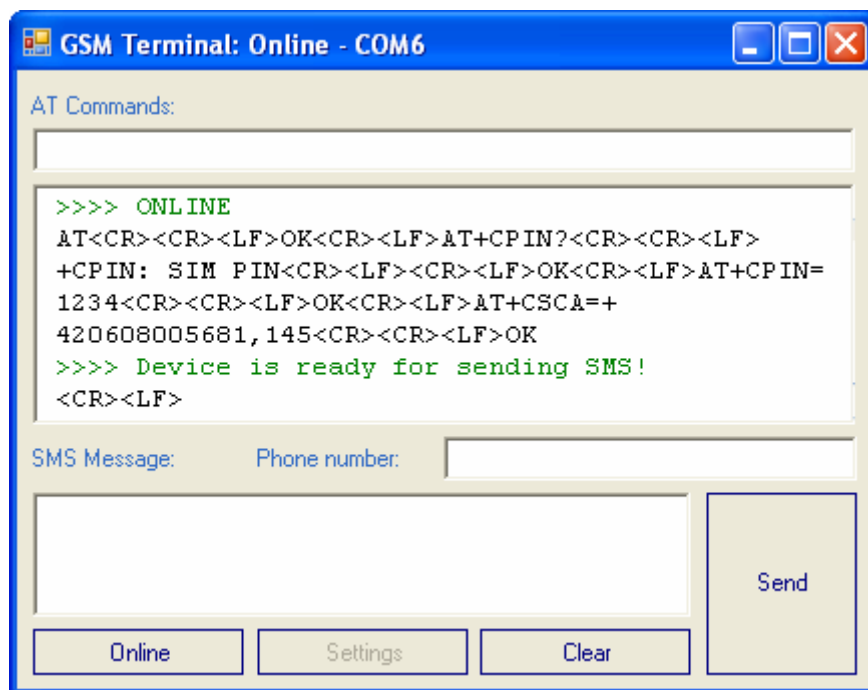 GSM Terminal: Online - COM6
AT Commands:
>>>> ONLINE
AT<CR><CR><LF>OK<CR><LF>AT+CPIN?<CR><CR><LF>
+CPIN: SIM PIN<CR><LF><CR><LF>OK<CR><LF>AT+CPIN=
1234<CR><CR><LF>OK<CR><LF>AT+CSCA=+
420608005681,145<CR><CR><LF>OK
>>>> Device is ready for sending SMS!
<CR><LF>
SMS Message: Phone number:
Send
Online Settings Clear